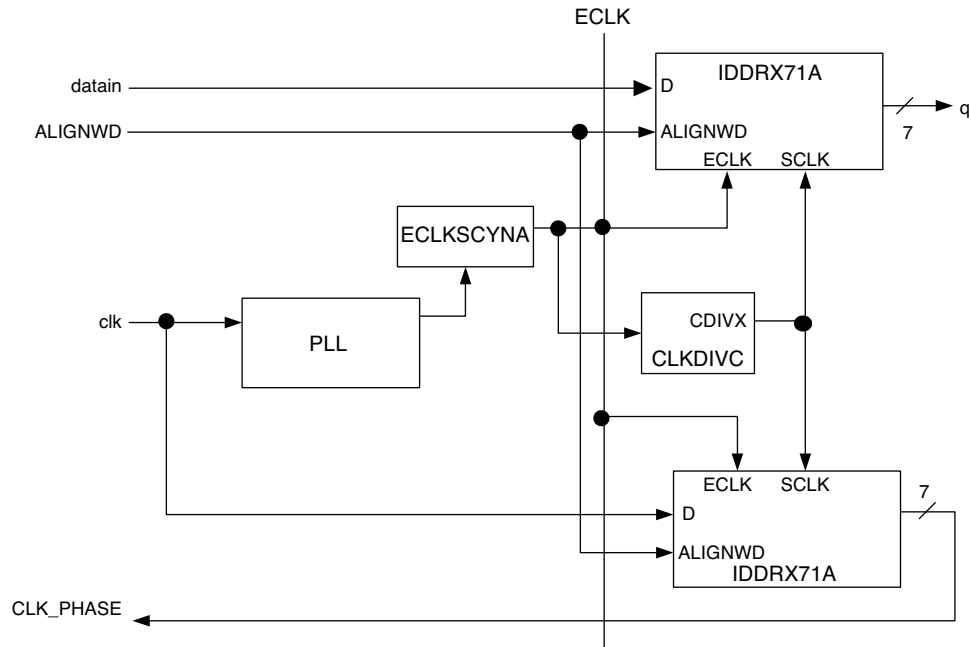 ECLK
IDDRX71A
datain
D
q
ALIGNWD
ALIGNWD
7
ECLK SCLK
ECLKSCYNA
clk
PLL
CDIVX
CLKDIVC
ECLK SCLK
7
D
ALIGNWD
IDDRX71A
CLK_PHASE